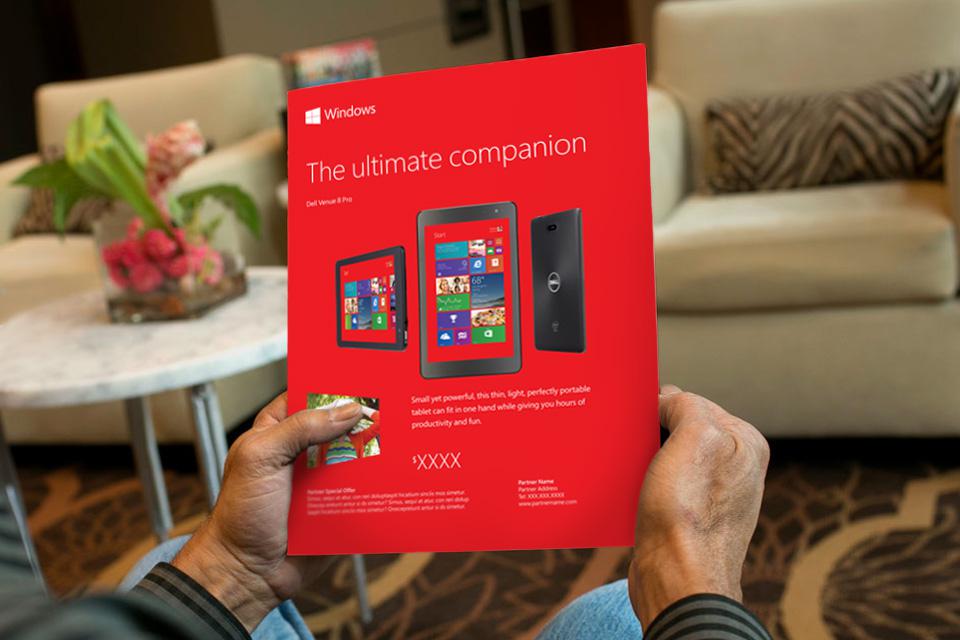 Windows
The ultimate companion
Dell Venue 8 Pro
Start
68°
Small yet powerful, this thin, light, perfectly portable
tablet can fit in one hand while giving you hours of
productivity and fun.
$XXXX
Partner Special Offer
Partner Name
Partner Address
Tel: XXX.XXX.XXXX
www.partnername.com